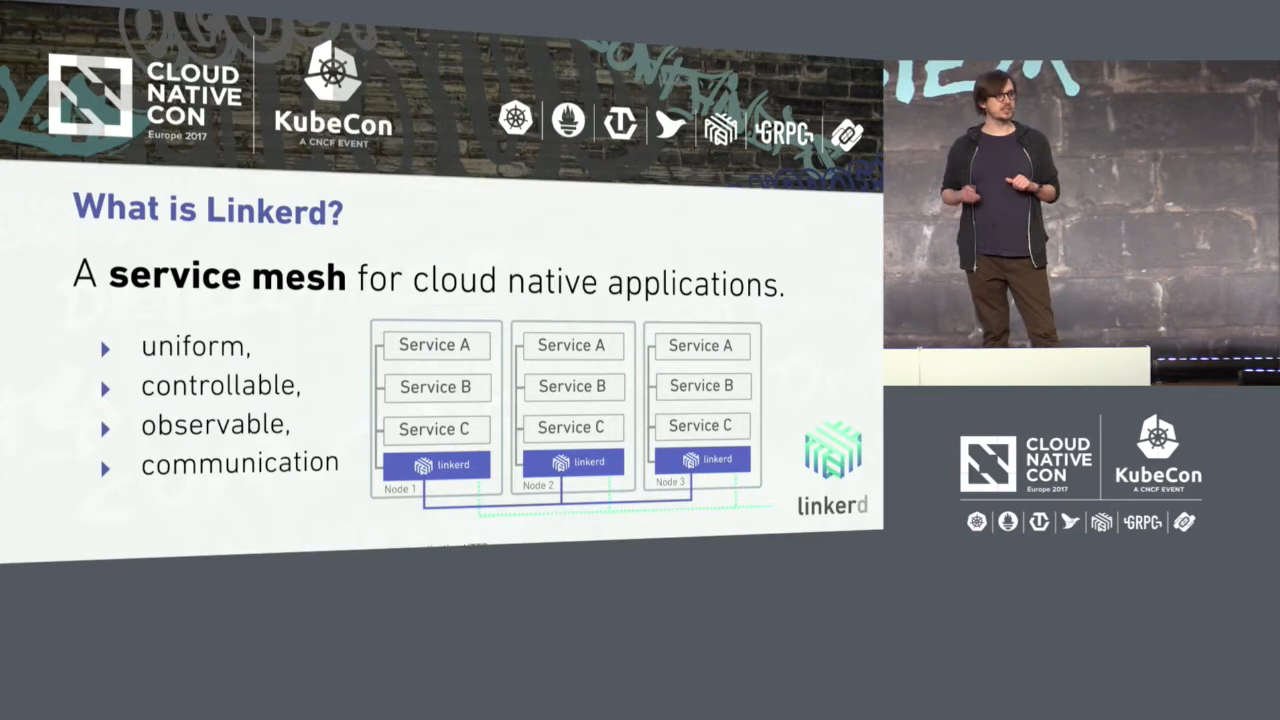 CLOUD
NATIVE
CON
Europe 2017
KubeCon
A CNCF EVENT
GRPC
What is Linkerd?
A service mesh for cloud native applications.
uniform,
controllable,
observable,
communication
Service A
Service B
Service C
linkerd
Node 1
Service A
Service B
Service C
linkerd
Node 2
Service A
Service B
Service C
linkerd
Node 3
linkerd
CLOUD
NATIVE
CON
Europe 2017
KubeCon
A CNCF EVENT
GRPC